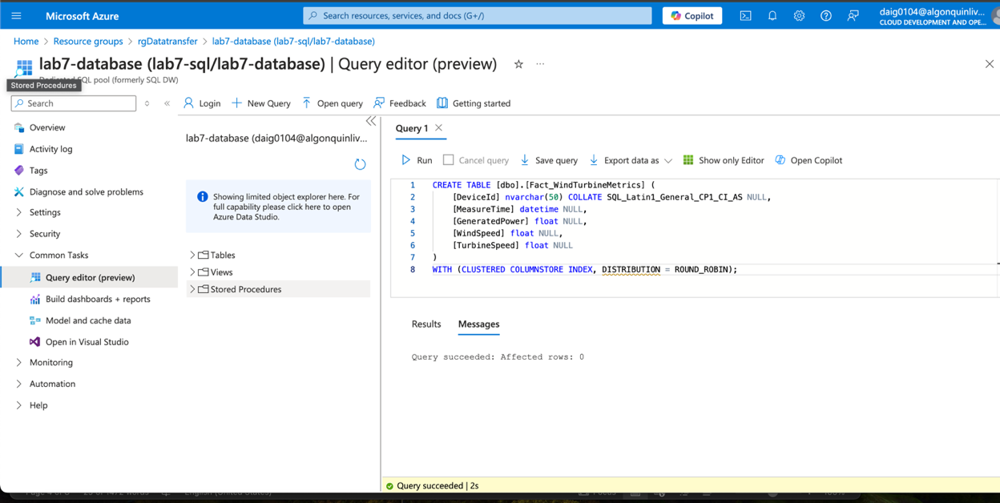 Microsoft Azure
Search resources, services, and docs (G+/)
Copilot
daig0104@algonquinliv...
CLOUD DEVELOPMENT AND OPE...
Home > Resource groups > rgDatatransfer > lab7-database (lab7-sql/lab7-database)
lab7-database (lab7-sql/lab7-database) | Query editor (preview)
Dedicated SQL pool (formerly SQL DW)
Stored Procedures
Search
Overview
Activity log
Tags
Diagnose and solve problems
Settings
Security
Common Tasks
Query editor (preview)
Build dashboards + reports
Model and cache data
Open in Visual Studio
Monitoring
Automation
Help
Login
New Query
Open query
Feedback
Getting started
lab7-database (daig0104@algonquinliv...
Showing limited object explorer here. For
full capability please click here to open
Azure Data Studio.
Tables
Views
Stored Procedures
Query 1
Run
Cancel query
Save query
Export data as
Show only Editor
Open Copilot
1 CREATE TABLE [dbo].[Fact_WindTurbineMetrics] (
2 [DeviceId] nvarchar(50) COLLATE SQL_Latin1_General_CP1_CI_AS NULL,
3 [MeasureTime] datetime NULL,
4 [GeneratedPower] float NULL,
5 [WindSpeed] float NULL,
6 [TurbineSpeed] float NULL
7 )
8 WITH (CLUSTERED COLUMNSTORE INDEX, DISTRIBUTION = ROUND_ROBIN);
Results
Messages
Query succeeded: Affected rows: 0
Query succeeded | 2s